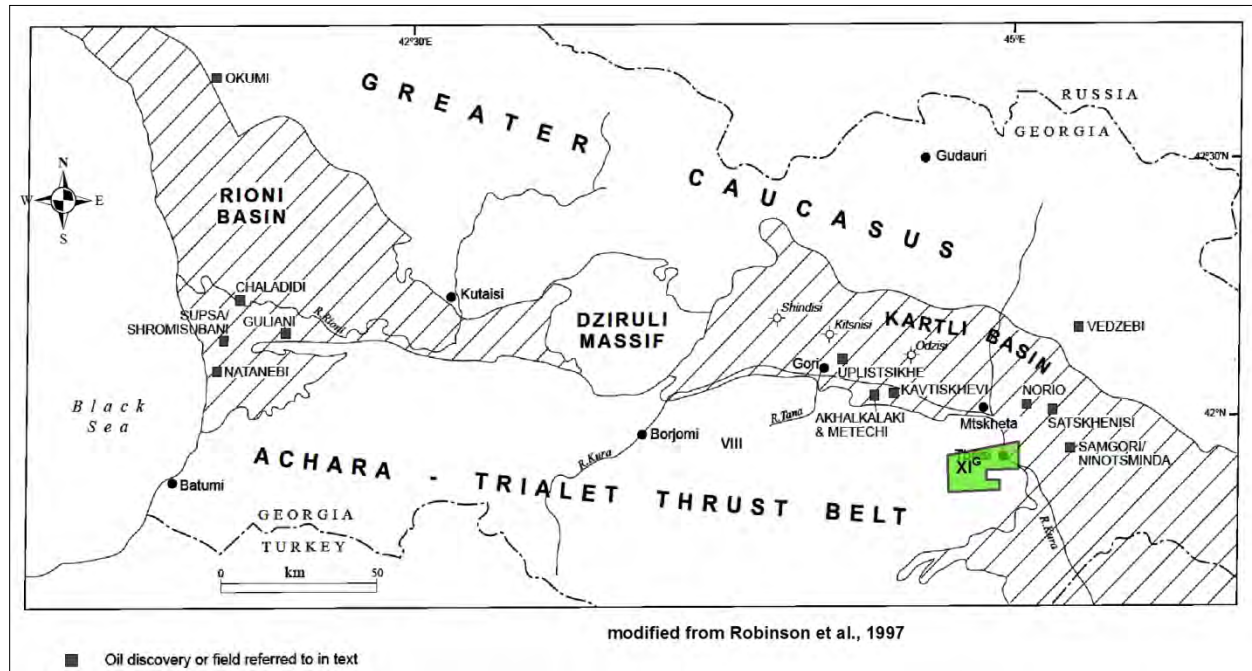 42°30'E
45°E
OKUMI
GREATER
CAUCASUS
RUSSIA
GEORGIA
Gudauri
42°30'N
N
W
E
S
RIONI
BASIN
CHALADIDI
SUPSA/
SHROMISUBANI
GULIANI
R.Rioni
Kutaisi
NATANEBI
DZIRULI
MASSIF
Shindisi
Kitsnisi
Odzisi
KARTLI BASIN
VEDZEBI
Gori
UPLISTSIKHE
KAVTISKHEVI
NORIO
42°N
Black
Sea
R.Tana
AKHALKALAKI
& METECHI
Mtskheta
SATSKHENISI
Borjomi
VIII
SAMGORI/
NINOTSMINDA
R.Kura
XIG
ACHARA - TRIALET THRUST BELT
Batumi
R.Kura
GEORGIA
TURKEY
0
50
km
modified from Robinson et al., 1997
Oil discovery or field referred to in text